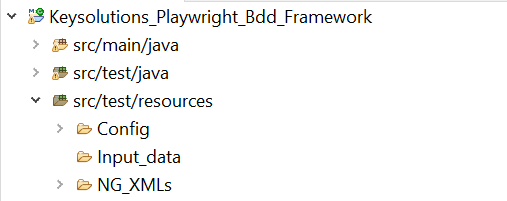 Keysolutions_Playwright_Bdd_Framework
src/main/java
src/test/java
src/test/resources
Config
Input_data
NG_XMLs